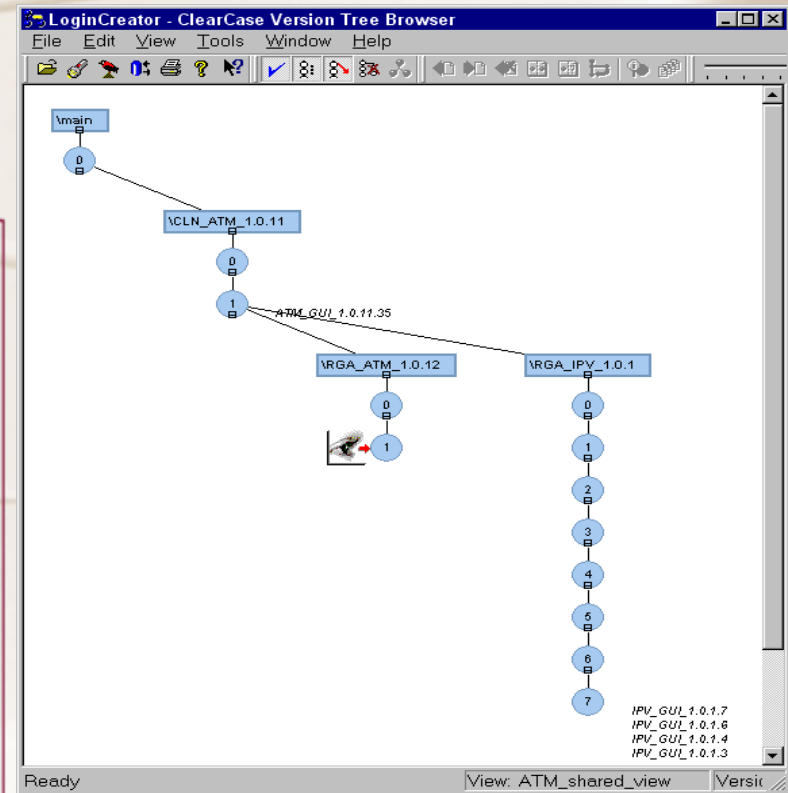 LoginCreator - ClearCase Version Tree Browser
File Edit View Tools Window Help
\main
0
\CLN_ATM_1.0.11
0
1
ATM_GUI_1.0.11.35
\RGA_ATM_1.0.12 \RGA_IPV_1.0.1
0 0
1 1
2
3
4
5
6
7
IPV_GUI_1.0.1.7
IPV_GUI_1.0.1.6
IPV_GUI_1.0.1.4
IPV_GUI_1.0.1.3
Ready View: ATM_shared_view Versic